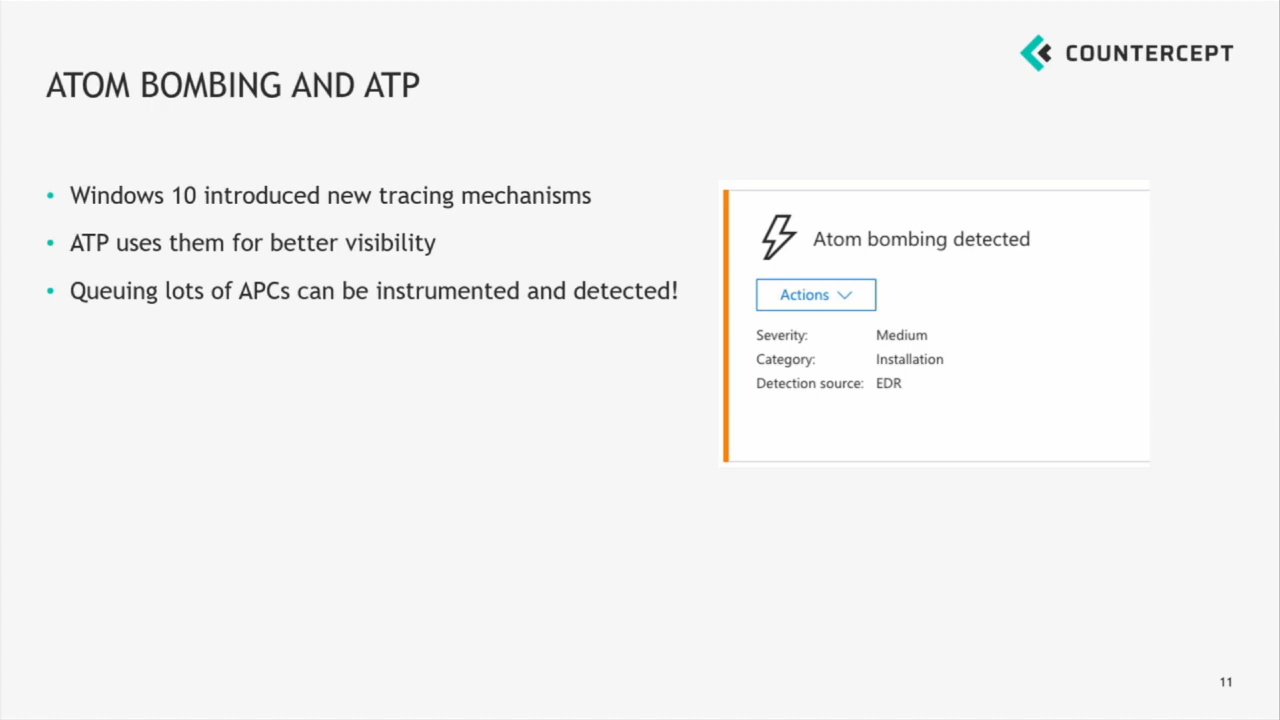 COUNTERCEPT
ATOM BOMBING AND ATP
• Windows 10 introduced new tracing mechanisms
• ATP uses them for better visibility
• Queuing lots of APCs can be instrumented and detected!
Atom bombing detected
Actions
Severity: Medium
Category: Installation
Detection source: EDR
11